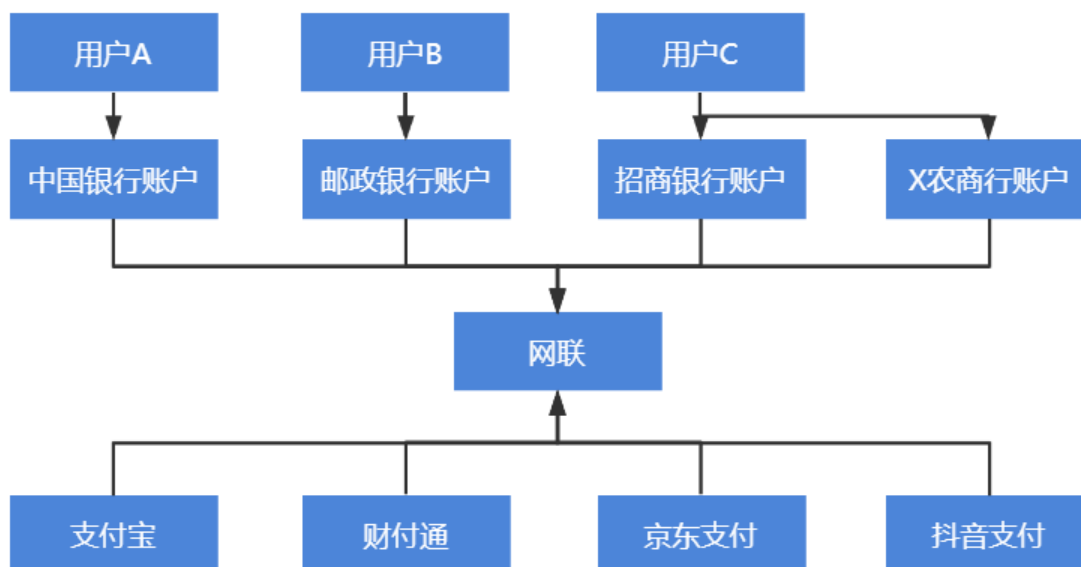 用户A
用户B
用户C
中国银行账户
邮政银行账户
招商银行账户
X农商行账户
网联
支付宝
财付通
京东支付
抖音支付